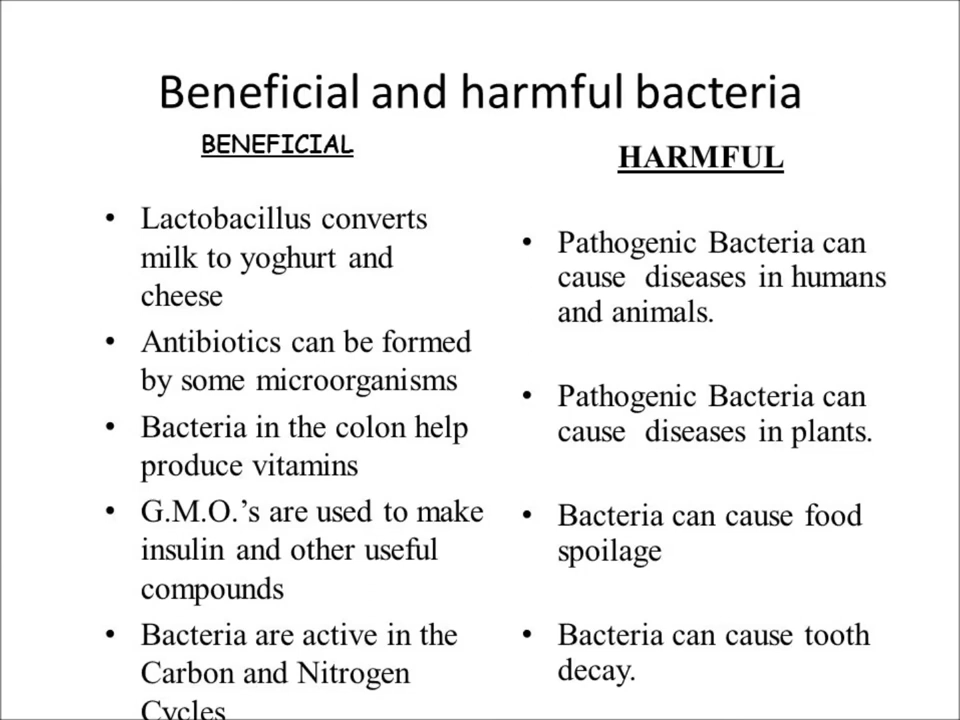 Beneficial and harmful bacteria
BENEFICIAL
• Lactobacillus converts
milk to yoghurt and
cheese
• Antibiotics can be formed
by some microorganisms
• Bacteria in the colon help
produce vitamins
• G.M.O.’s are used to make
insulin and other useful
compounds
• Bacteria are active in the
Carbon and Nitrogen
Cycles
HARMFUL
• Pathogenic Bacteria can
cause  diseases in humans
and animals.
• Pathogenic Bacteria can
cause  diseases in plants.
• Bacteria can cause food
spoilage
• Bacteria can cause tooth
decay.